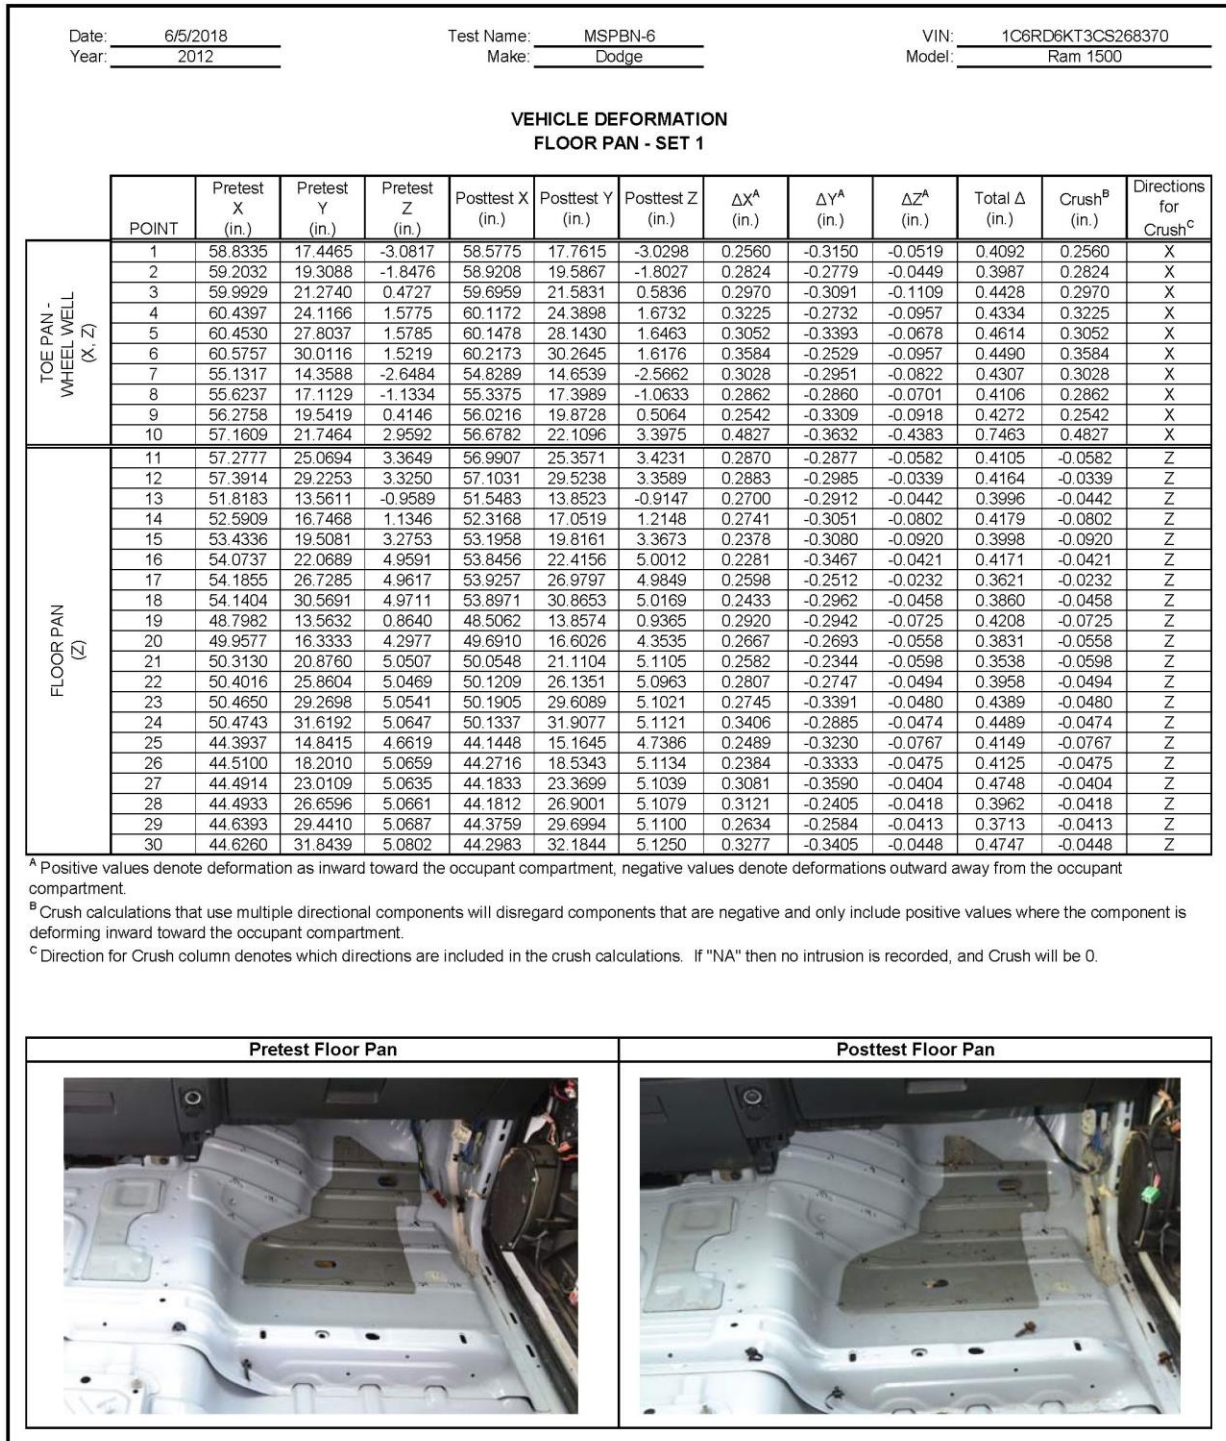 Date: 6/5/2018 Test Name: MSPBN-6 VIN: 1C6RD6KT3CS268370
Year: 2012 Make: Dodge Model: Ram 1500
VEHICLE DEFORMATION
FLOOR PAN - SET 1
POINT Pretest X (in.) Pretest Y (in.) Pretest Z (in.) Posttest X (in.) Posttest Y (in.) Posttest Z (in.) ΔXᴬ (in.) ΔYᴬ (in.) ΔZᴬ (in.) Total Δ (in.) Crushᴮ (in.) Directions for Crushᶜ
TOE PAN - WHEEL WELL (X, Z)
1 58.8335 17.4465 -3.0817 58.5775 17.7615 -3.0298 0.2560 -0.3150 -0.0519 0.4092 0.2560 X
2 59.2032 19.3088 -1.8476 58.9208 19.5867 -1.8027 0.2824 -0.2779 -0.0449 0.3987 0.2824 X
3 59.9929 21.2740 0.4727 59.6959 21.5831 0.5836 0.2970 -0.3091 -0.1109 0.4428 0.2970 X
4 60.4397 24.1166 1.5775 60.1172 24.3898 1.6732 0.3225 -0.2732 -0.0957 0.4334 0.3225 X
5 60.4530 27.8037 1.5785 60.1478 28.1430 1.6463 0.3052 -0.3393 -0.0678 0.4614 0.3052 X
6 60.5757 30.0116 1.5219 60.2173 30.2645 1.6176 0.3584 -0.2529 -0.0957 0.4490 0.3584 X
7 55.1317 14.3588 -2.6484 54.8289 14.6539 -2.5662 0.3028 -0.2951 -0.0822 0.4307 0.3028 X
8 55.6237 17.1129 -1.1334 55.3375 17.3989 -1.0633 0.2862 -0.2860 -0.0701 0.4106 0.2862 X
9 56.2758 19.5419 0.4146 56.0216 19.8728 0.5064 0.2542 -0.3309 -0.0918 0.4272 0.2542 X
10 57.1609 21.7464 2.9592 56.6782 22.1096 3.3975 0.4827 -0.3632 -0.4383 0.7463 0.4827 X
FLOOR PAN (Z)
11 57.2777 25.0694 3.3649 56.9907 25.3571 3.4231 0.2870 -0.2877 -0.0582 0.4105 -0.0582 Z
12 57.3914 29.2253 3.3250 57.1031 29.5238 3.3589 0.2883 -0.2985 -0.0339 0.4164 -0.0339 Z
13 51.8183 13.5611 -0.9589 51.5483 13.8523 -0.9147 0.2700 -0.2912 -0.0442 0.3996 -0.0442 Z
14 52.5909 16.7468 1.1346 52.3168 17.0519 1.2148 0.2741 -0.3051 -0.0802 0.4179 -0.0802 Z
15 53.4336 19.5081 3.2753 53.1958 19.8161 3.3673 0.2378 -0.3080 -0.0920 0.3998 -0.0920 Z
16 54.0737 22.0689 4.9591 53.8456 22.4156 5.0012 0.2281 -0.3467 -0.0421 0.4171 -0.0421 Z
17 54.1855 26.7285 4.9617 53.9257 26.9797 4.9849 0.2598 -0.2512 -0.0232 0.3621 -0.0232 Z
18 54.1404 30.5691 4.9711 53.8971 30.8653 5.0169 0.2433 -0.2962 -0.0458 0.3860 -0.0458 Z
19 48.7982 13.5632 0.8640 48.5062 13.8574 0.9365 0.2920 -0.2942 -0.0725 0.4208 -0.0725 Z
20 49.9577 16.3333 4.2977 49.6910 16.6026 4.3535 0.2667 -0.2693 -0.0558 0.3831 -0.0558 Z
21 50.3130 20.8760 5.0507 50.0548 21.1104 5.1105 0.2582 -0.2344 -0.0598 0.3538 -0.0598 Z
22 50.4016 25.8604 5.0469 50.1209 26.1351 5.0963 0.2807 -0.2747 -0.0494 0.3958 -0.0494 Z
23 50.4650 29.2698 5.0541 50.1905 29.6089 5.1021 0.2745 -0.3391 -0.0480 0.4389 -0.0480 Z
24 50.4743 31.6192 5.0647 50.1337 31.9077 5.1121 0.3406 -0.2885 -0.0474 0.4489 -0.0474 Z
25 44.3937 14.8415 4.6619 44.1448 15.1645 4.7386 0.2489 -0.3230 -0.0767 0.4149 -0.0767 Z
26 44.5100 18.2010 5.0659 44.2716 18.5343 5.1134 0.2384 -0.3333 -0.0475 0.4125 -0.0475 Z
27 44.4914 23.0109 5.0635 44.1833 23.3699 5.1039 0.3081 -0.3590 -0.0404 0.4748 -0.0404 Z
28 44.4933 26.6596 5.0661 44.1812 26.9001 5.1079 0.3121 -0.2405 -0.0418 0.3962 -0.0418 Z
29 44.6393 29.4410 5.0687 44.3759 29.6994 5.1100 0.2634 -0.2584 -0.0413 0.3713 -0.0413 Z
30 44.6260 31.8439 5.0802 44.2983 32.1844 5.1250 0.3277 -0.3405 -0.0448 0.4747 -0.0448 Z
ᴬ Positive values denote deformation as inward toward the occupant compartment, negative values denote deformations outward away from the occupant
compartment.
ᴮ Crush calculations that use multiple directional components will disregard components that are negative and only include positive values where the component is
deforming inward toward the occupant compartment.
ᶜ Direction for Crush column denotes which directions are included in the crush calculations. If "NA" then no intrusion is recorded, and Crush will be 0.
Pretest Floor Pan Posttest Floor Pan